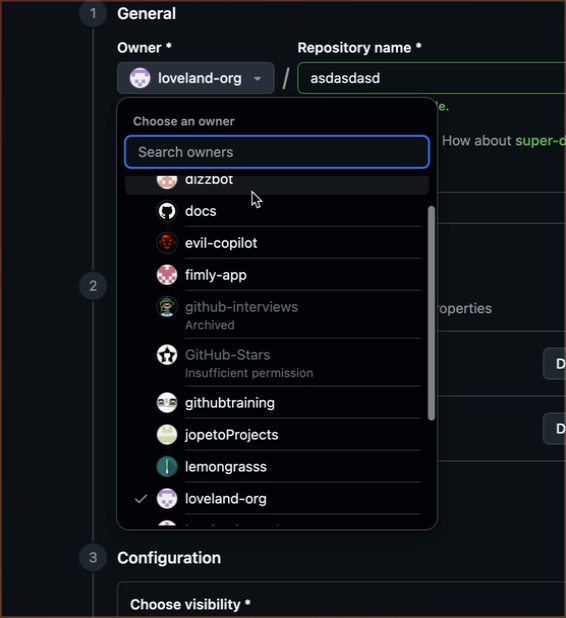 1 General
Owner * Repository name *
loveland-org / asdasdasd
Choose an owner
Search owners
How about super-d
dizzbot
docs
evil-copilot
fimly-app
2
github-interviews
roperties
Archived
GitHub-Stars
D
Insufficient permission
githubtraining
D
jopetoProjects
lemongrasss
loveland-org
3 Configuration
Choose visibility *